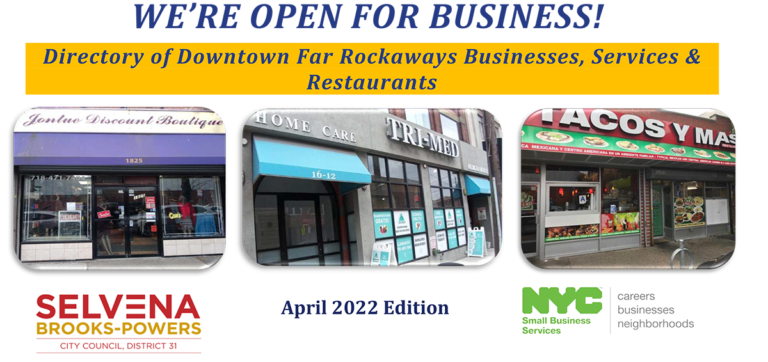 WE'RE OPEN FOR BUSINESS!
Directory of Downtown Far Rockaways Businesses, Services &
Restaurants
Jontue Discount Boutique
1825
HOME CARE
TRI-MED
16-12
TACOS Y MAS
SELVENA
BROOKS-POWERS
CITY COUNCIL, DISTRICT 31
April 2022 Edition
NYC
Small Business
Services
careers
businesses
neighborhoods